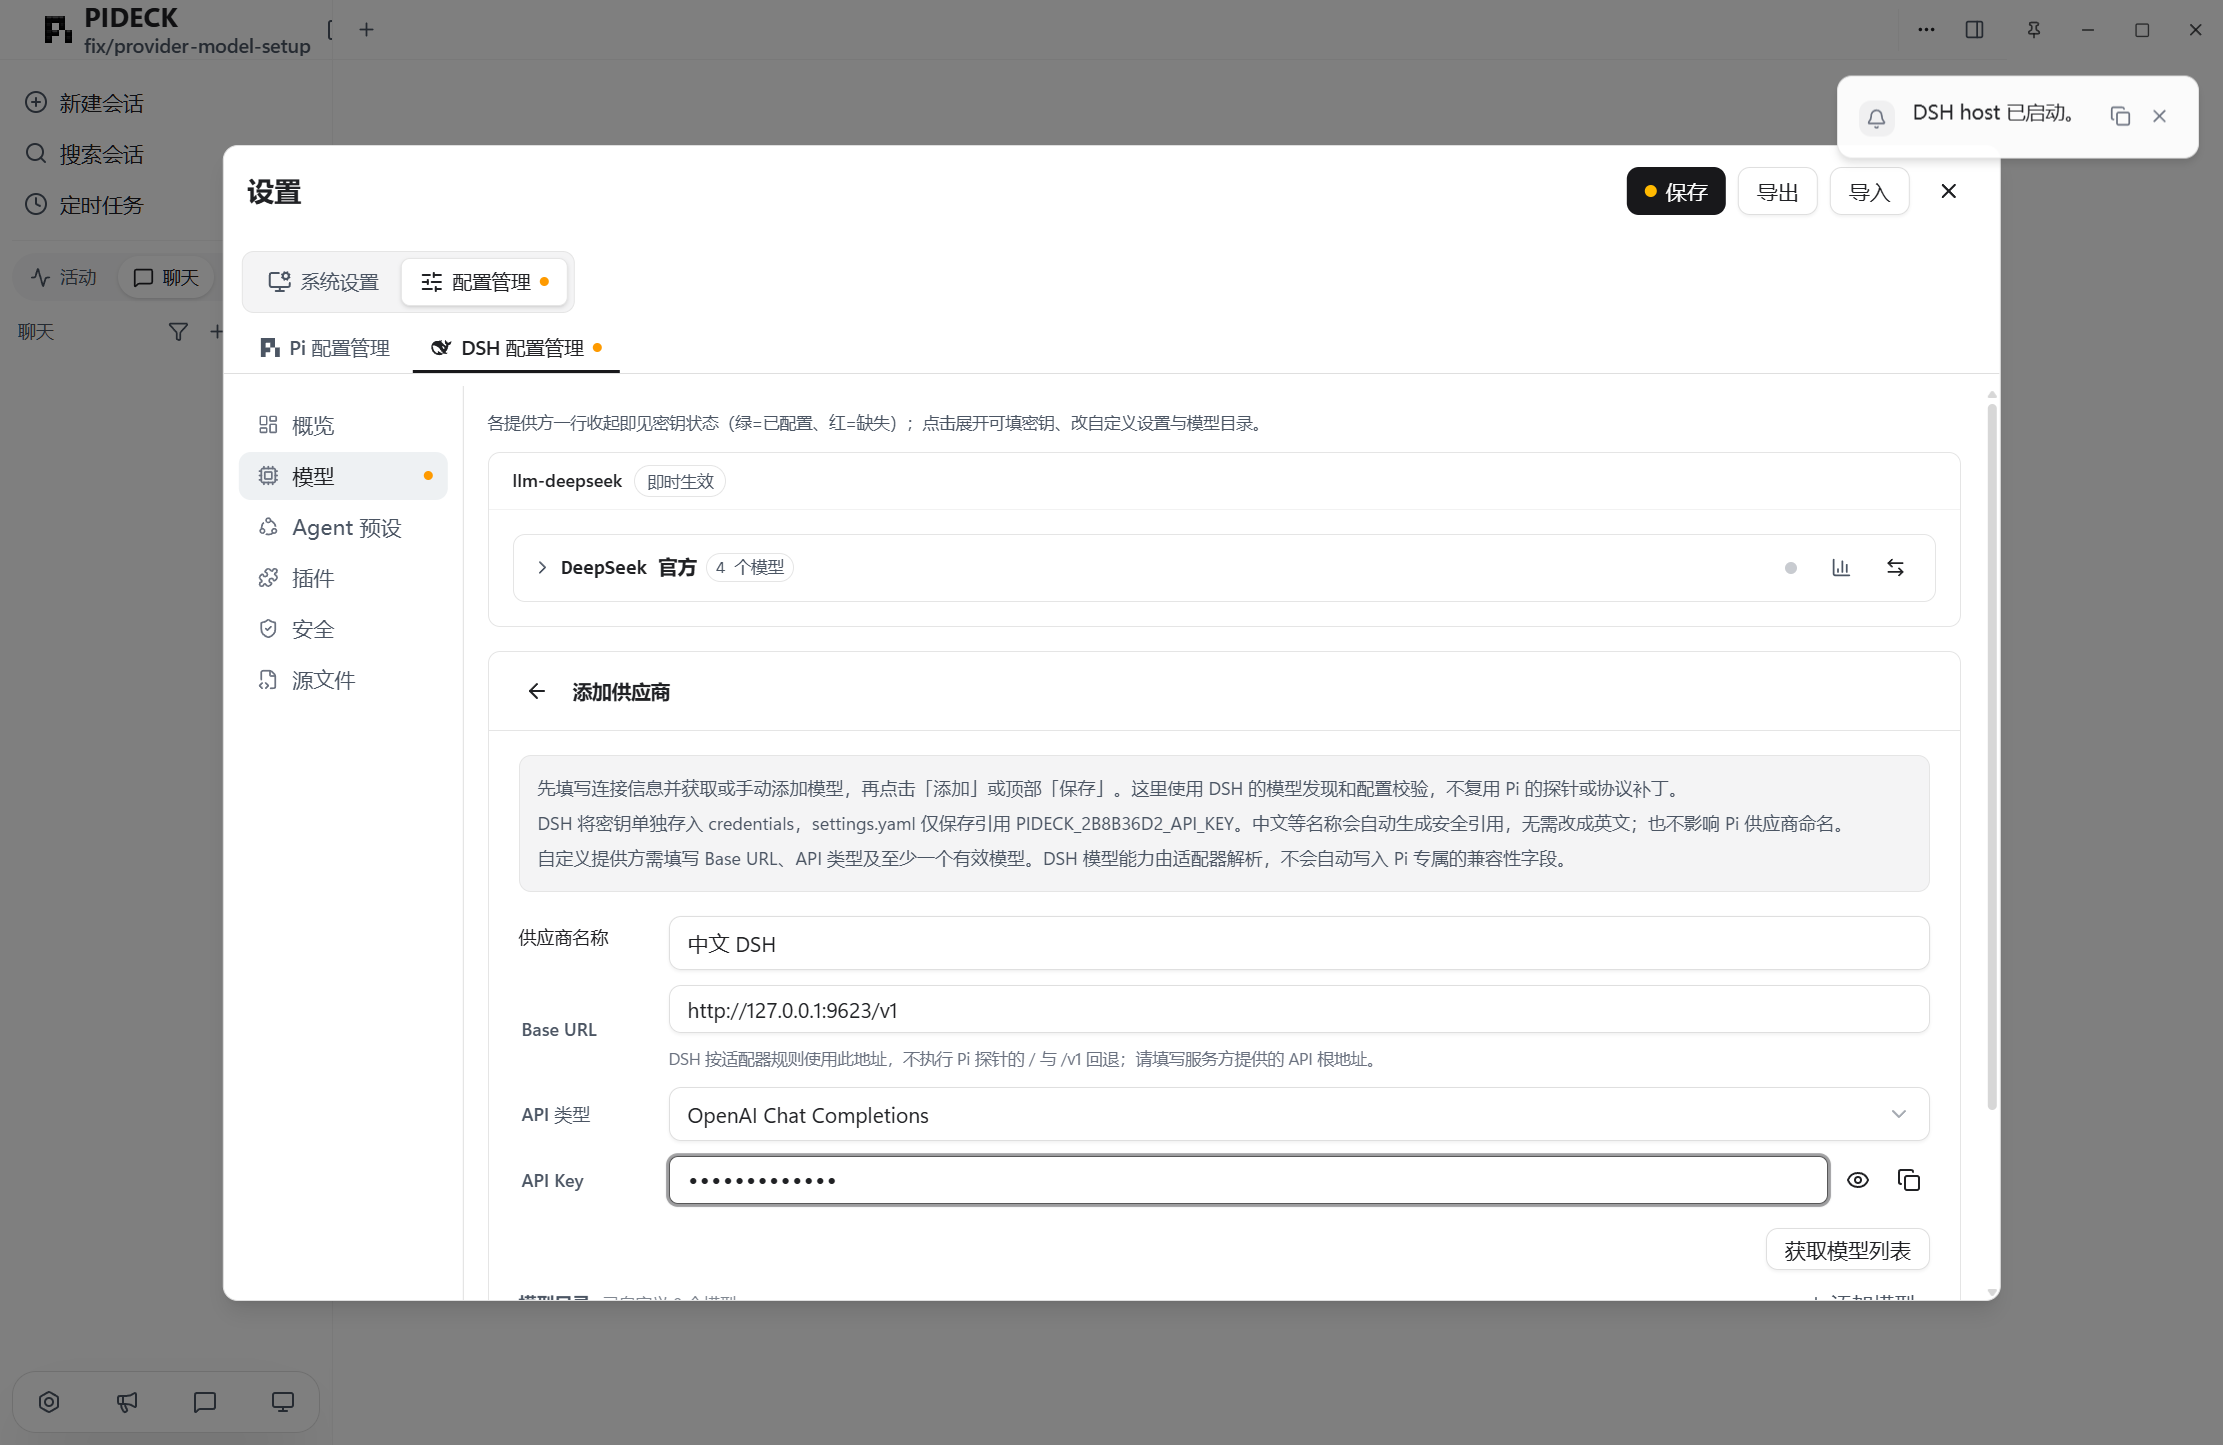 PIDECK
fix/provider-model-setup
新建会话
搜索会话
定时任务
活动
聊天
聊天
DSH host 已启动。
设置
保存
导出
导入
系统设置
配置管理
Pi 配置管理
DSH 配置管理
概览
模型
Agent 预设
插件
安全
源文件
各提供方一行收起即见密钥状态（绿=已配置、红=缺失）；点击展开可填密钥、改自定义设置与模型目录。
llm-deepseek
即时生效
DeepSeek 官方
4 个模型
添加供应商
先填写连接信息并获取或手动添加模型，再点击「添加」或顶部「保存」。这里使用 DSH 的模型发现和配置校验，不复用 Pi 的探针或协议补丁。
DSH 将密钥单独存入 credentials，settings.yaml 仅保存引用 PIDECK_2B8B36D2_API_KEY。中文等名称会自动生成安全引用，无需改成英文；也不影响 Pi 供应商命名。
自定义提供方需填写 Base URL、API 类型及至少一个有效模型。DSH 模型能力由适配器解析，不会自动写入 Pi 专属的兼容性字段。
供应商名称
中文 DSH
Base URL
http://127.0.0.1:9623/v1
DSH 按适配器规则使用此地址，不执行 Pi 探针的 / 与 /v1 回退；请填写服务方提供的 API 根地址。
API 类型
OpenAI Chat Completions
API Key
•••••••••••••
获取模型列表